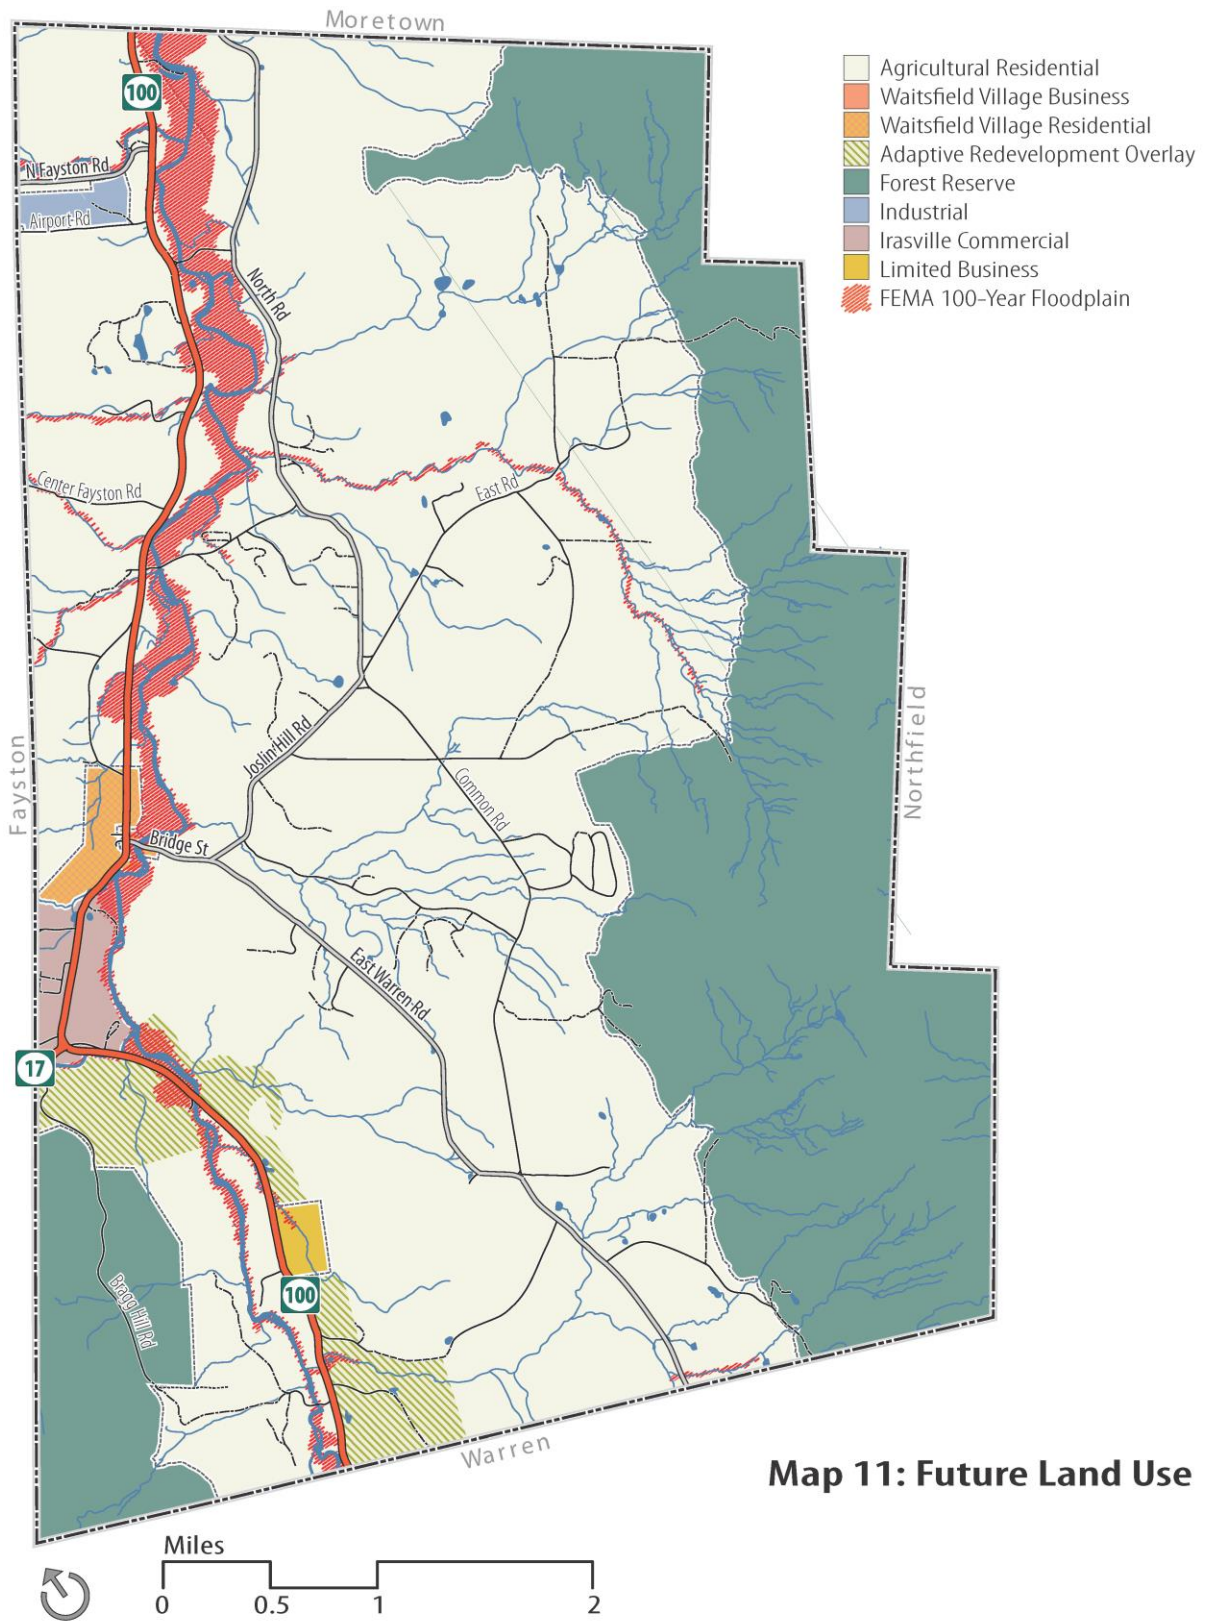 Moretown
100
N Fayston Rd
Airport Rd
North Rd
Center Fayston Rd
East Rd
Joslin Hill Rd
Common Rd
Bridge St
East Warren Rd
17
100
Bragg Hill Rd
Fayston
Northfield
Warren
Agricultural Residential
Waitsfield Village Business
Waitsfield Village Residential
Adaptive Redevelopment Overlay
Forest Reserve
Industrial
Irasville Commercial
Limited Business
FEMA 100-Year Floodplain
Map 11: Future Land Use
Miles
0 0.5 1 2